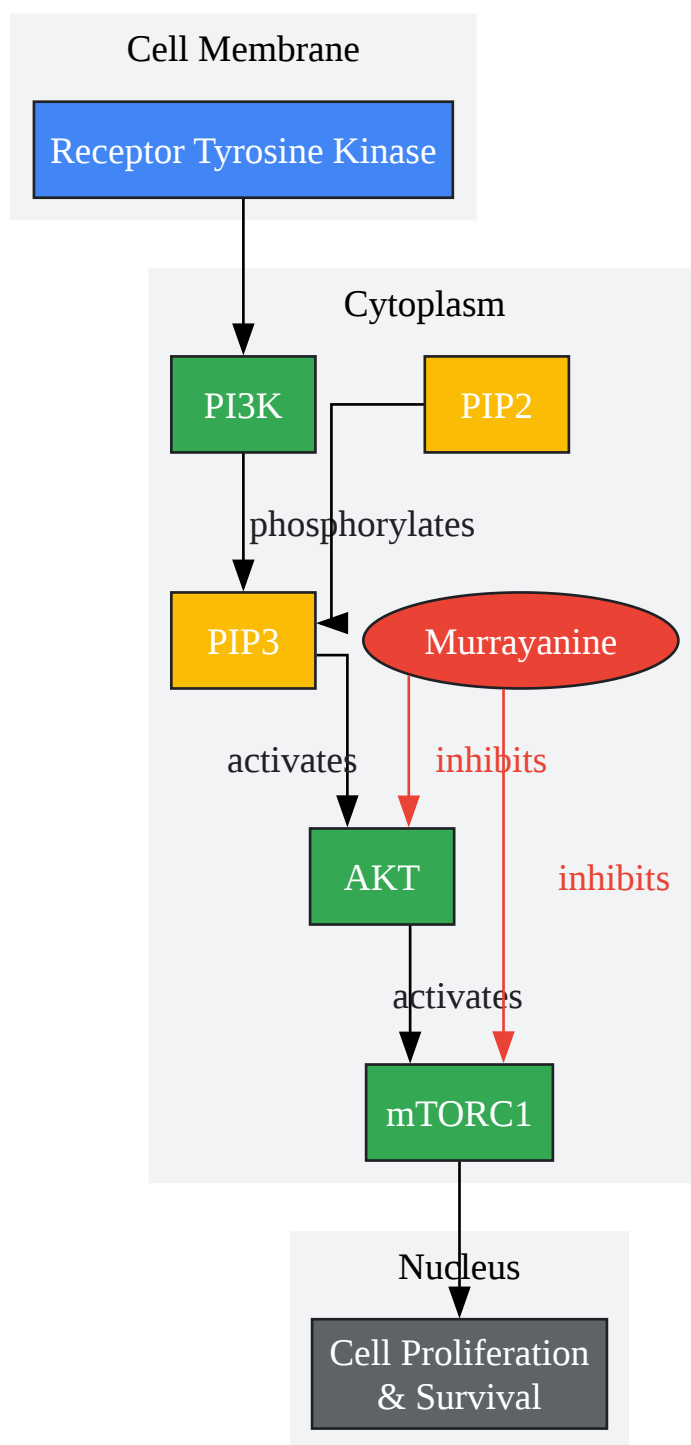 Cell Membrane
Receptor Tyrosine Kinase
Cytoplasm
PI3K
PIP2
phosphorylates
PIP3
Murrayanine
activates
inhibits
AKT
inhibits
activates
mTORC1
Nucleus
Cell Proliferation
& Survival